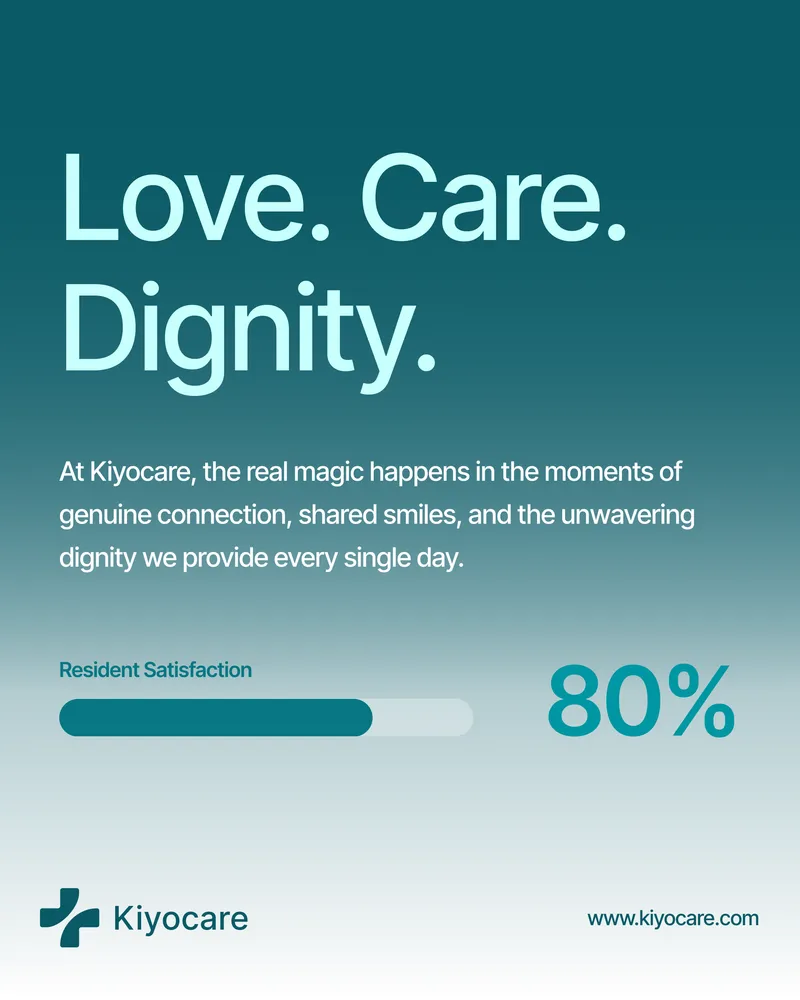 Love. Care.
Dignity.
At Kiyocare, the real magic happens in the moments of
genuine connection, shared smiles, and the unwavering
dignity we provide every single day.
Resident Satisfaction
80%
Kiyocare
www.kiyocare.com